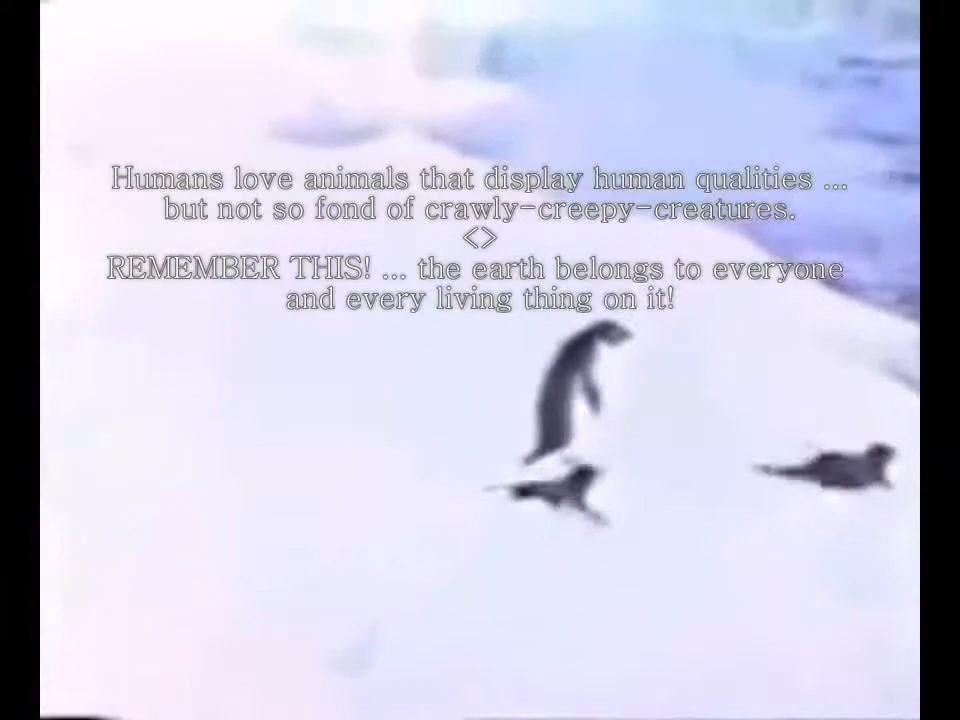 Humans love animals that display human qualities ...
but not so fond of crawly-creepy-creatures.
<>
REMEMBER THIS! ... the earth belongs to everyone
and every living thing on it!